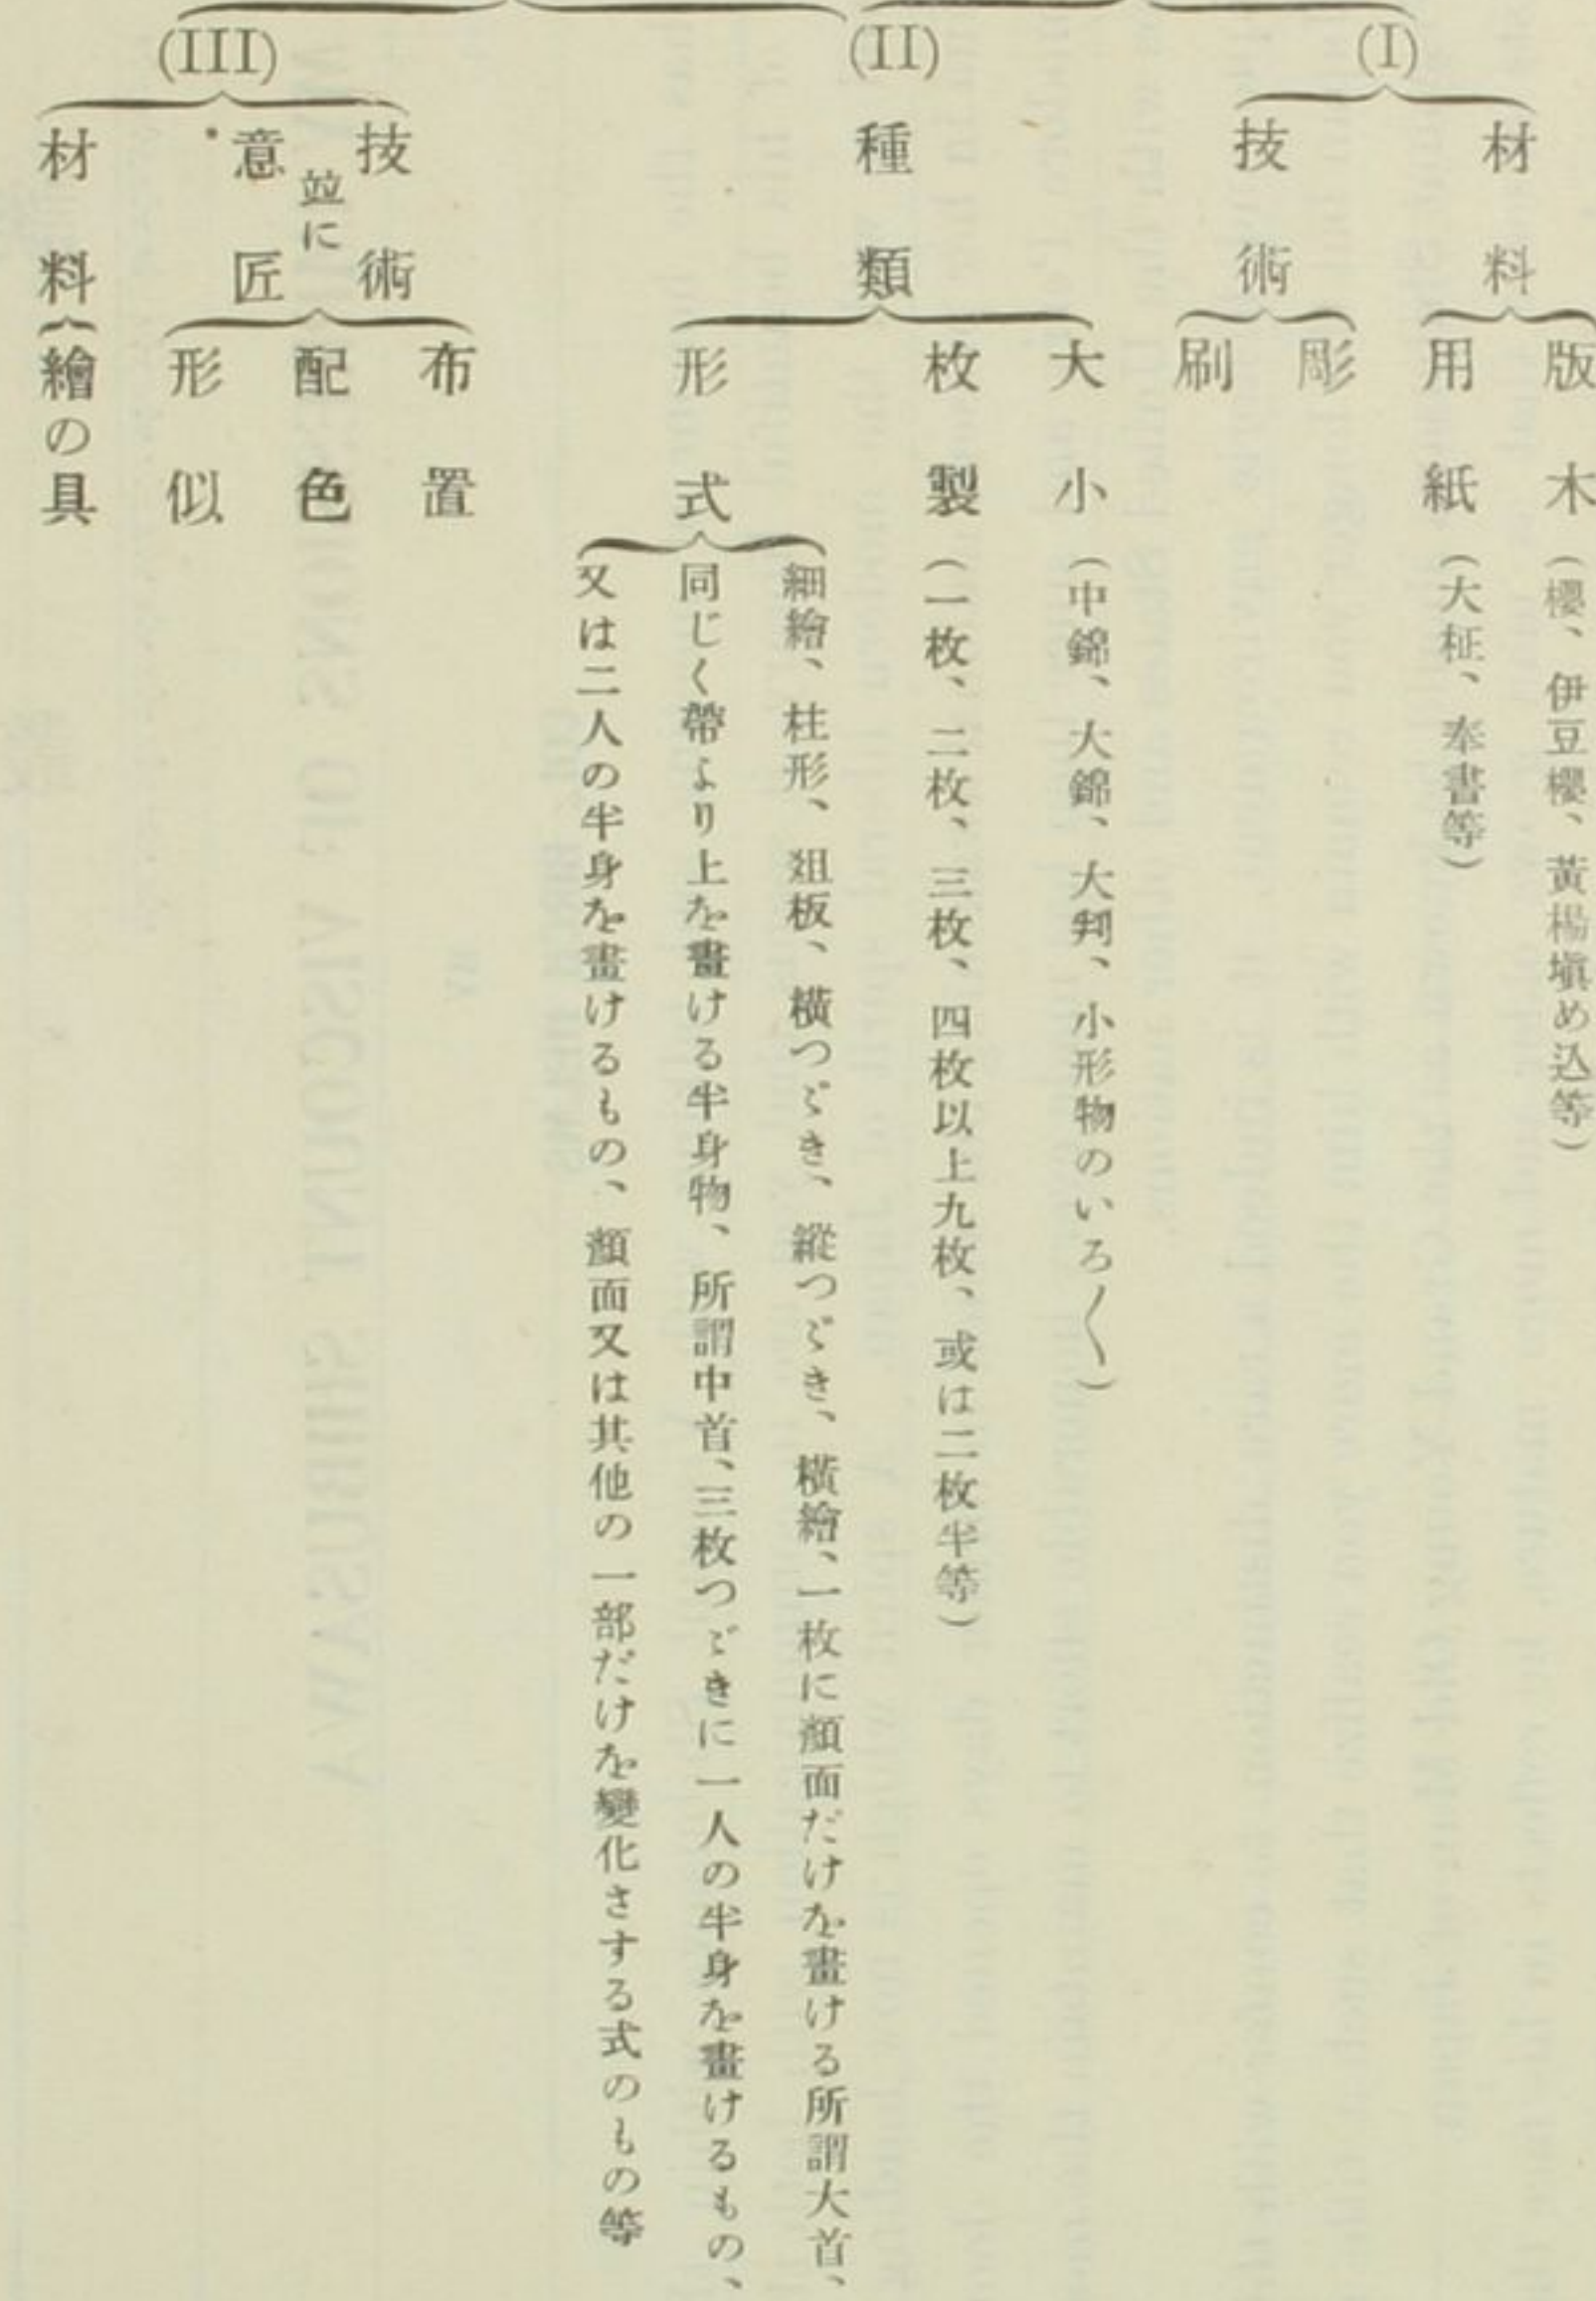 (I)
材料
版木（櫻、伊豆櫻、黃楊塡め込等）
用紙（大柾、奉書等）
技術
彫
刷
(II)
種類
大小（中錦、大錦、大判、小形物のいろ〱）
枚製（一枚、二枚、三枚、四枚以上九枚、或は二枚半等）
形式
細繪、柱形、爼板、橫つゞき、縱つゞき、橫繪、一枚に顏面だけを畫ける所謂大首、
同じく帶より上を畫ける半身物、所謂中首、三枚つゞきに一人の半身を畫けるもの、
又は二人の半身を畫けるもの、顏面又は其他の一部だけを變化さする式のもの等
(III)
技術
並に
意匠
布置
配色
形似
材料
繪の具